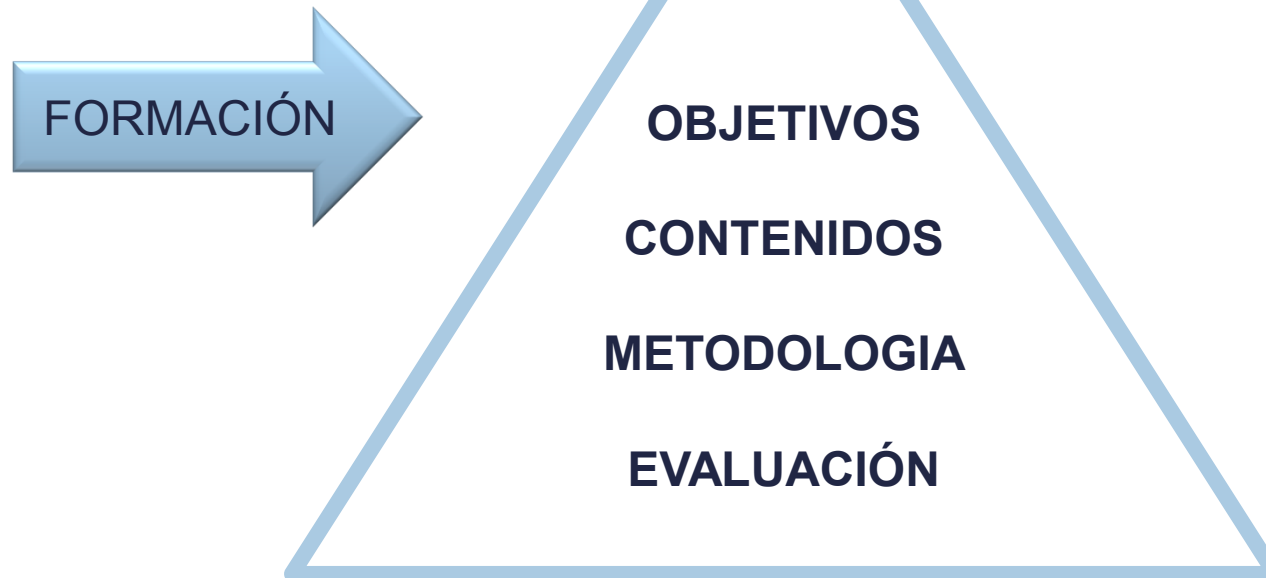 FORMACIÓN
OBJETIVOS
CONTENIDOS
METODOLOGIA
EVALUACIÓN